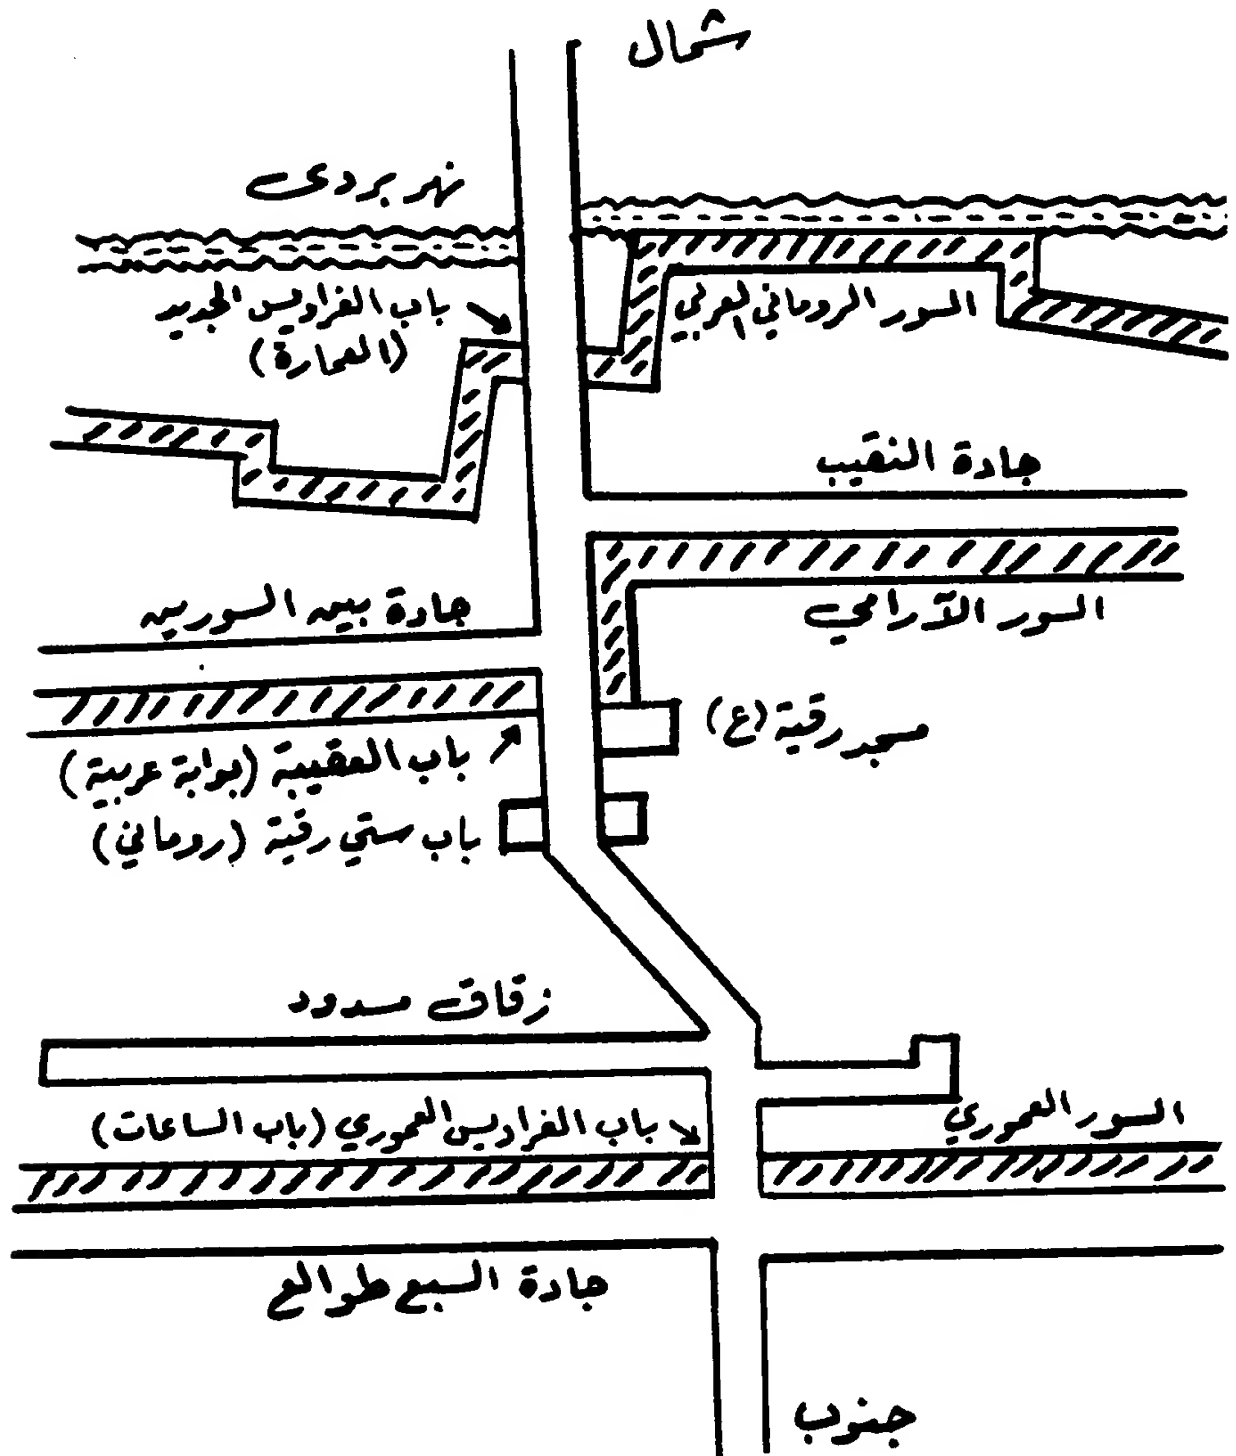 شمال
نهر بردى
باب الفراديس الجديد
(العمارة)
السور الروماني العربي
جادة النقيب
جادة بين السورين
السور الآرامي
مسجد رقية (ع)
باب العقيبة (بوابة عربية)
باب ستي رقية (روماني)
زقاق مسدود
باب الفراديس العموري (باب الساعات)
السور العموري
جادة السبع طوالع
جنوب